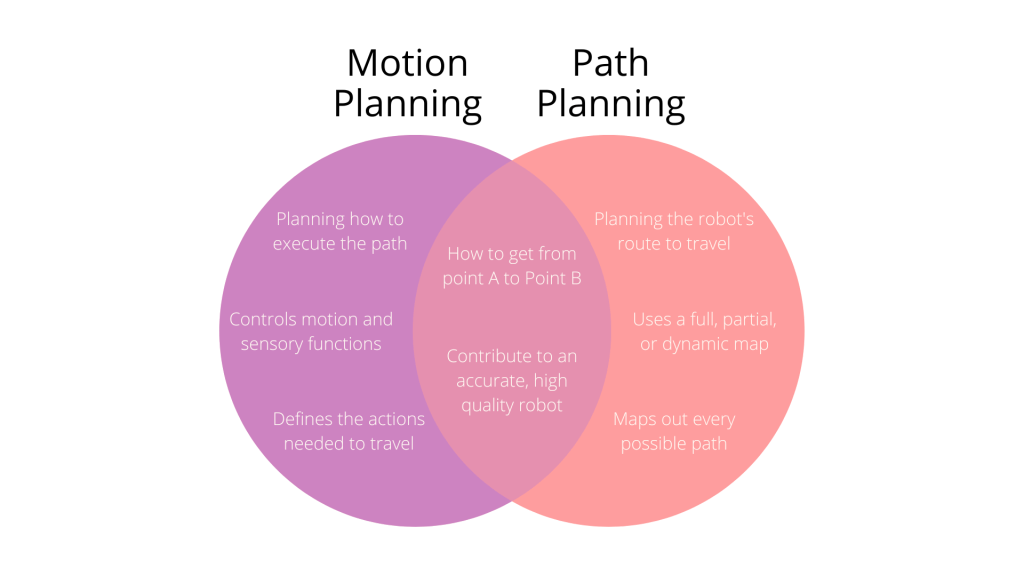 Motion
Planning
Path
Planning
Planning how to
execute the path
Controls motion and
sensory functions
Defines the actions
needed to travel
How to get from
point A to Point B
Contribute to an
accurate, high
quality robot
Planning the robot's
route to travel
Uses a full, partial,
or dynamic map
Maps out every
possible path